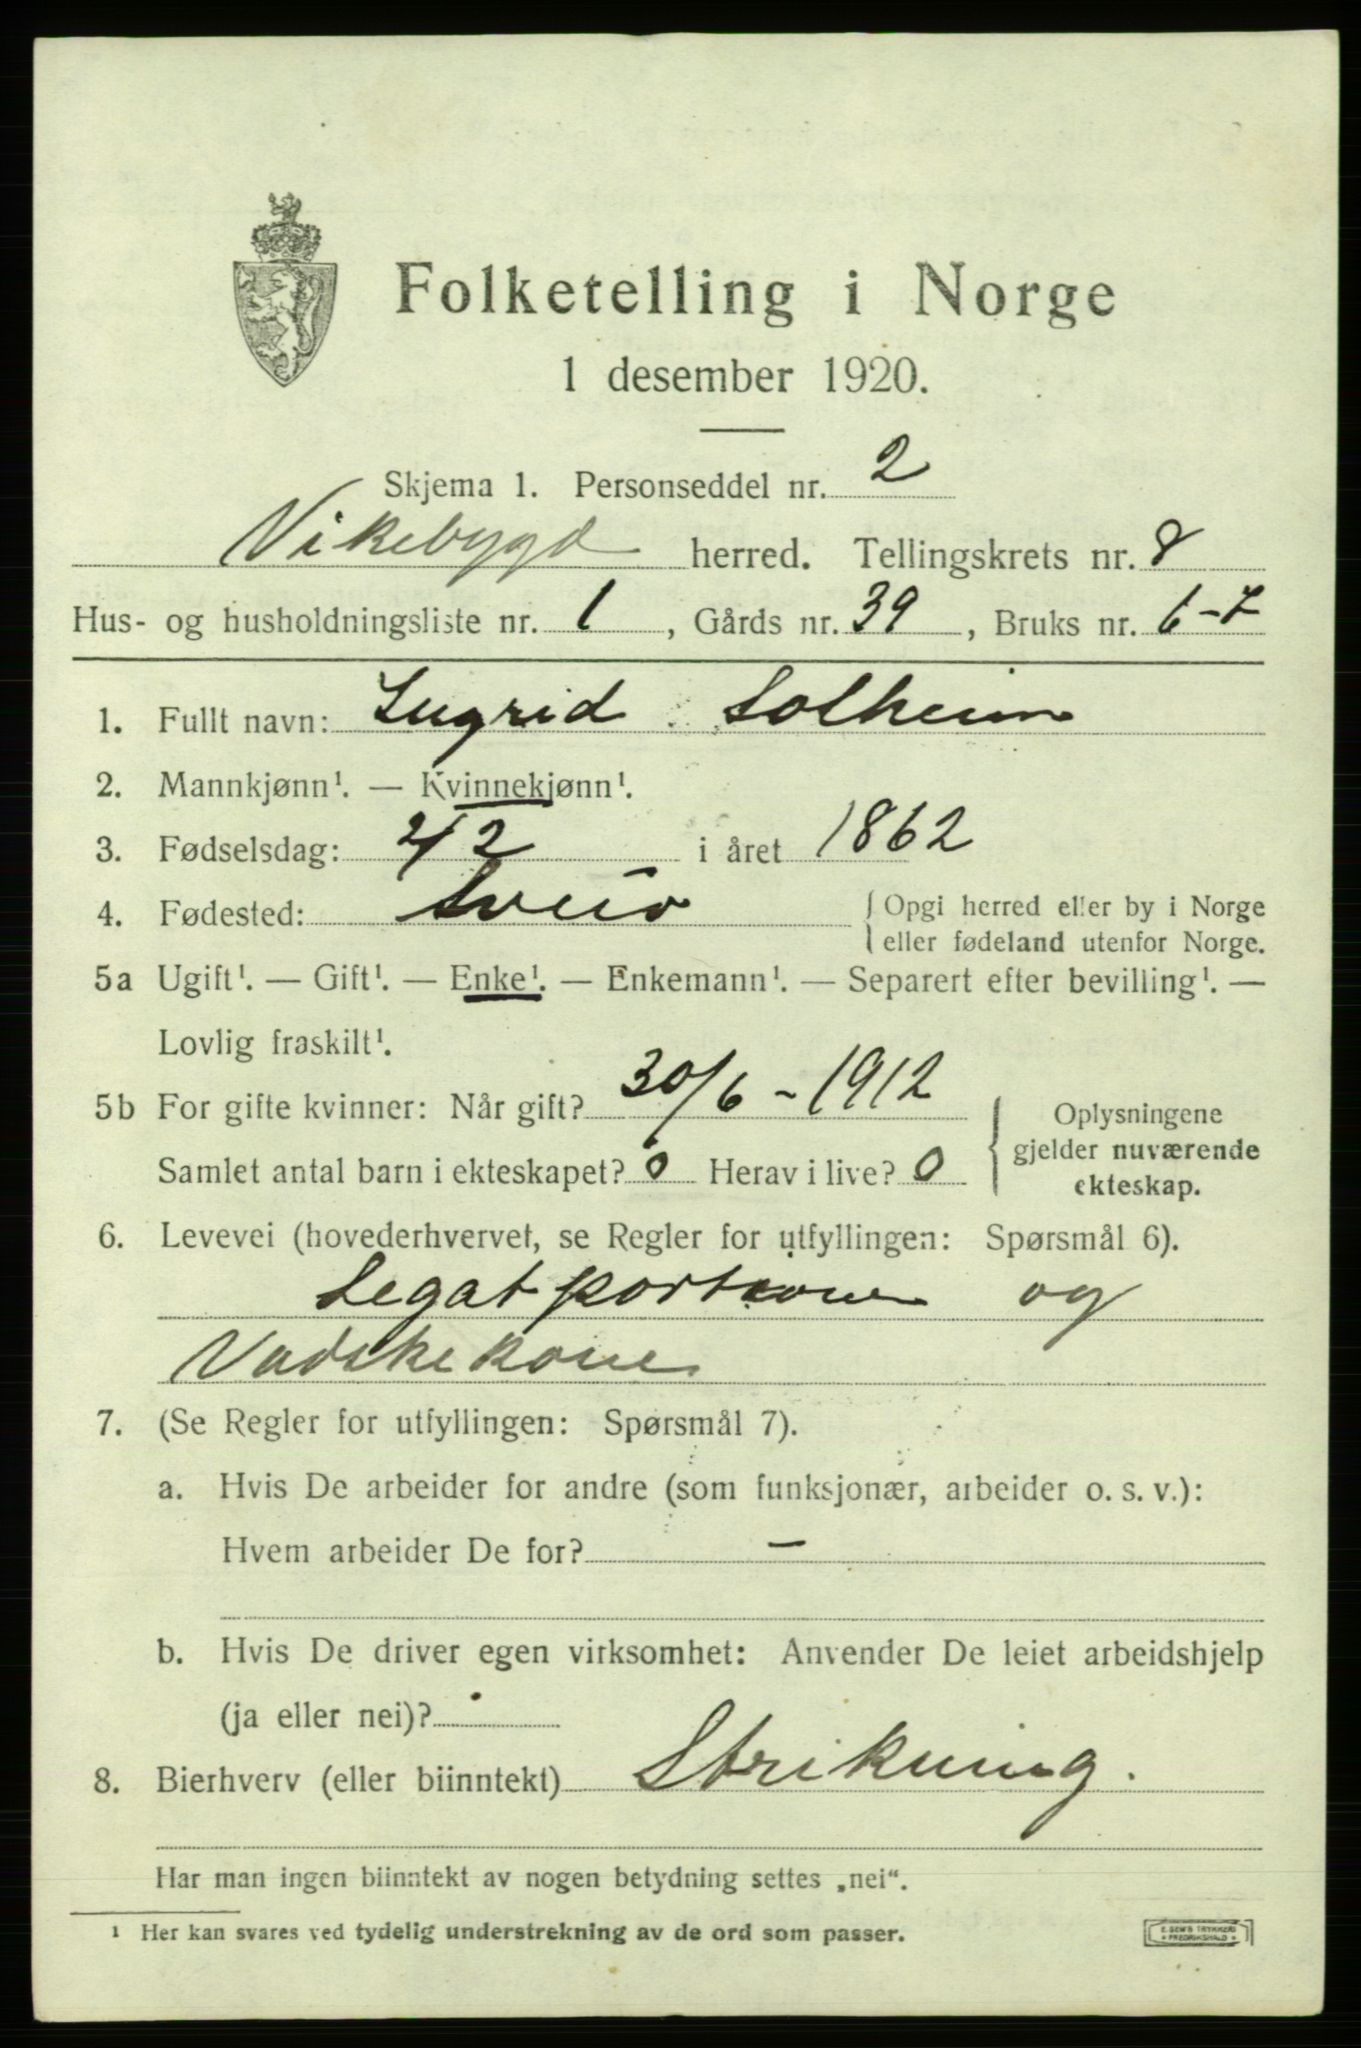 Folketelling i Norge
1 desember 1920.
Skjema 1. Personseddel nr. 2
Vikebygd herred. Tellingskrets nr. 8
Hus- og husholdningsliste nr. 1, Gårds nr. 39, Bruks nr. 6-7
1. Fullt navn: Ingrid Solheim
2. Mannkjønn¹. — Kvinnekjønn¹.
3. Fødselsdag: 4/2 i året 1862
4. Fødested: Sveio { Opgi herred eller by i Norge
eller fødeland utenfor Norge.
5a Ugift¹. — Gift¹. — Enke¹. — Enkemann¹. — Separert efter bevilling¹. —
Lovlig fraskilt¹.
5b For gifte kvinner: Når gift? 30/6 - 1912
Samlet antal barn i ekteskapet? 0 Herav i live? 0
{ Oplysningene
gjelder nuværende
ekteskap.
6. Levevei (hovederhvervet, se Regler for utfyllingen: Spørsmål 6).
Legat og
Vadskekone
7. (Se Regler for utfyllingen: Spørsmål 7).
a. Hvis De arbeider for andre (som funksjonær, arbeider o. s. v.):
Hvem arbeider De for? —
b. Hvis De driver egen virksomhet: Anvender De leiet arbeidshjelp
(ja eller nei)?
8. Bierhverv (eller biinntekt) Strikning.
Har man ingen biinntekt av nogen betydning settes „nei“.
¹ Her kan svares ved tydelig understrekning av de ord som passer.
E. SEM'S TRYKKERI
FREDRIKSHALD